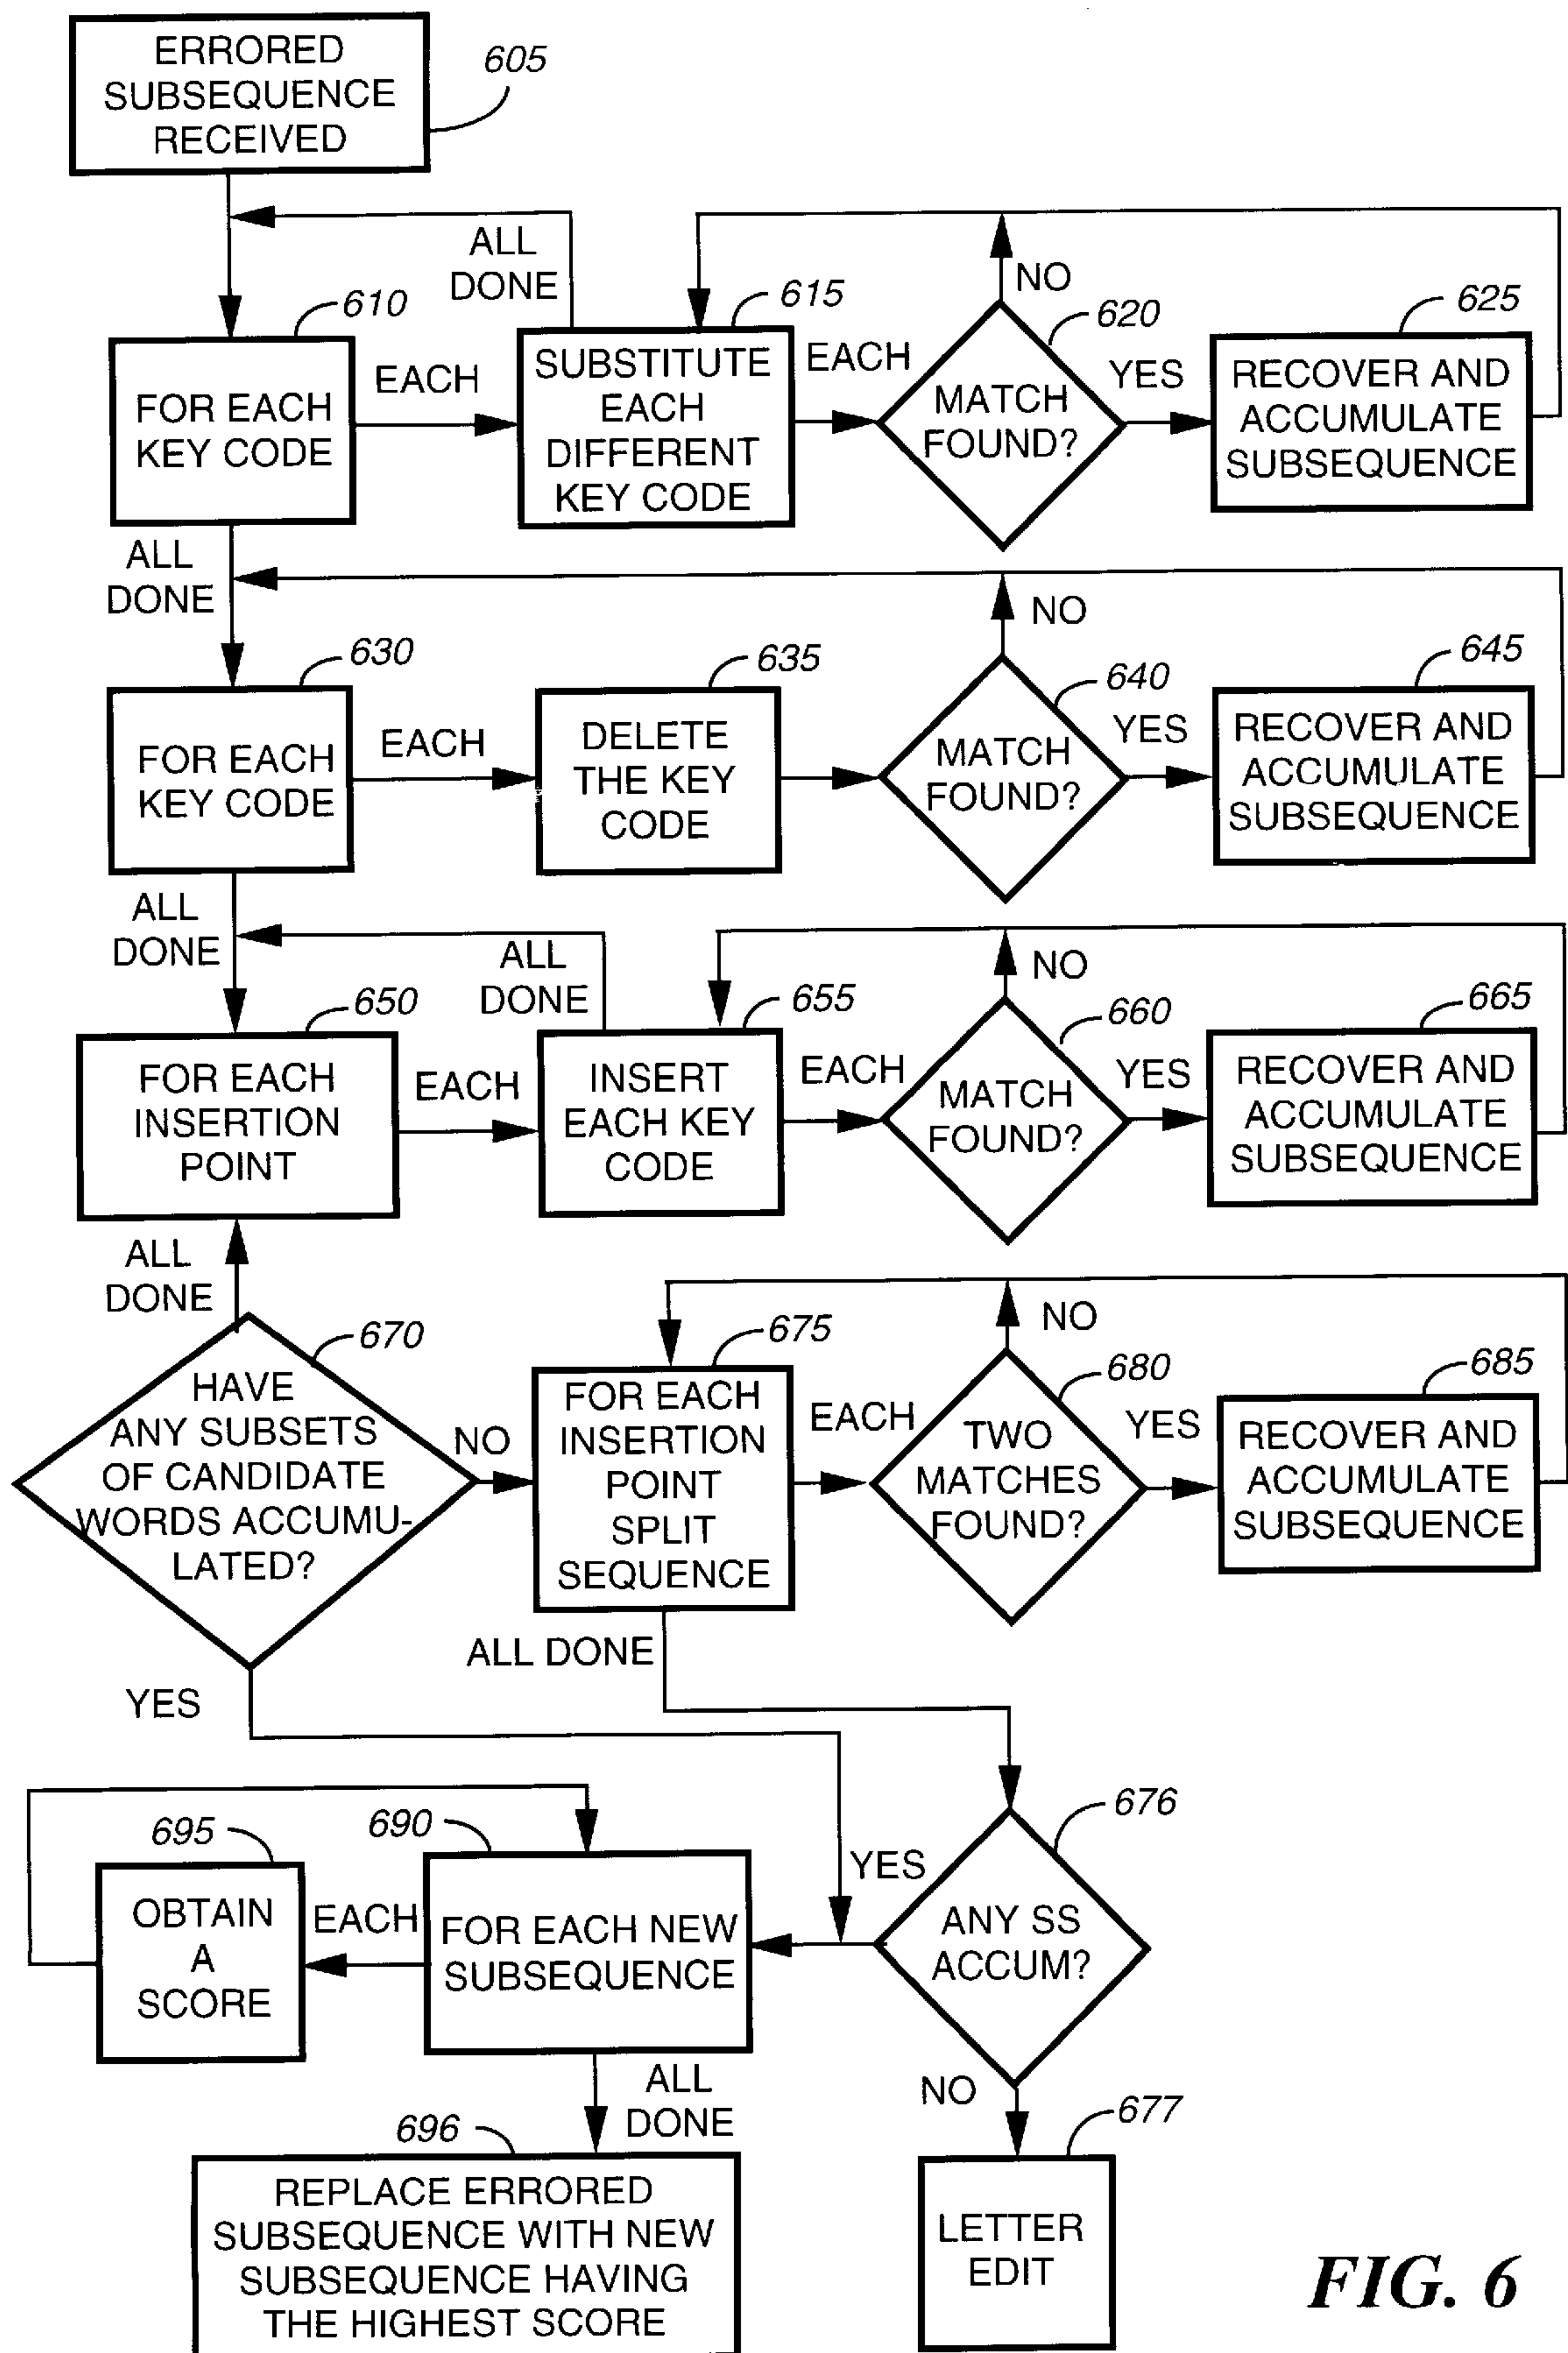 ERRORED
SUBSEQUENCE
RECEIVED
605
ALL
DONE
610
FOR EACH
KEY CODE
EACH
615
SUBSTITUTE
EACH
DIFFERENT
KEY CODE
EACH
NO
620
MATCH
FOUND?
YES
625
RECOVER AND
ACCUMULATE
SUBSEQUENCE
ALL
DONE
630
FOR EACH
KEY CODE
EACH
635
DELETE
THE KEY
CODE
NO
640
MATCH
FOUND?
YES
645
RECOVER AND
ACCUMULATE
SUBSEQUENCE
ALL
DONE
ALL
DONE
650
FOR EACH
INSERTION
POINT
EACH
655
INSERT
EACH KEY
CODE
EACH
NO
660
MATCH
FOUND?
YES
665
RECOVER AND
ACCUMULATE
SUBSEQUENCE
ALL
DONE
670
HAVE
ANY SUBSETS
OF CANDIDATE
WORDS ACCUMU-
LATED?
NO
675
FOR EACH
INSERTION
POINT
SPLIT
SEQUENCE
EACH
NO
680
TWO
MATCHES
FOUND?
YES
685
RECOVER AND
ACCUMULATE
SUBSEQUENCE
ALL DONE
YES
695
OBTAIN
A
SCORE
EACH
690
FOR EACH NEW
SUBSEQUENCE
YES
676
ANY SS
ACCUM?
ALL
DONE
NO
696
REPLACE ERRORED
SUBSEQUENCE WITH NEW
SUBSEQUENCE HAVING
THE HIGHEST SCORE
677
LETTER
EDIT
FIG. 6